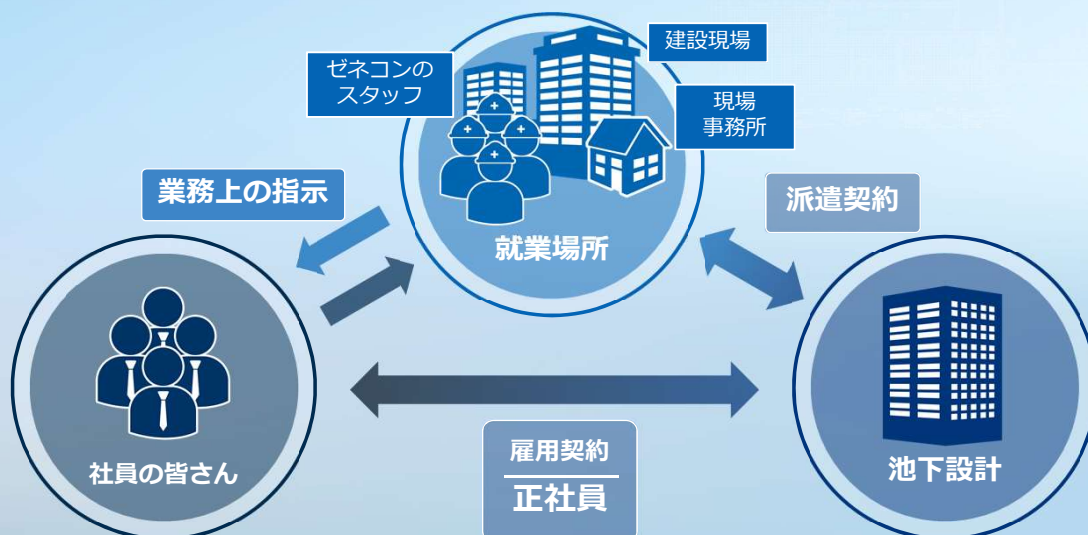 建設現場
ゼネコンの
スタッフ
現場
事務所
業務上の指示
派遣契約
就業場所
社員の皆さん
雇用契約
正社員
池下設計